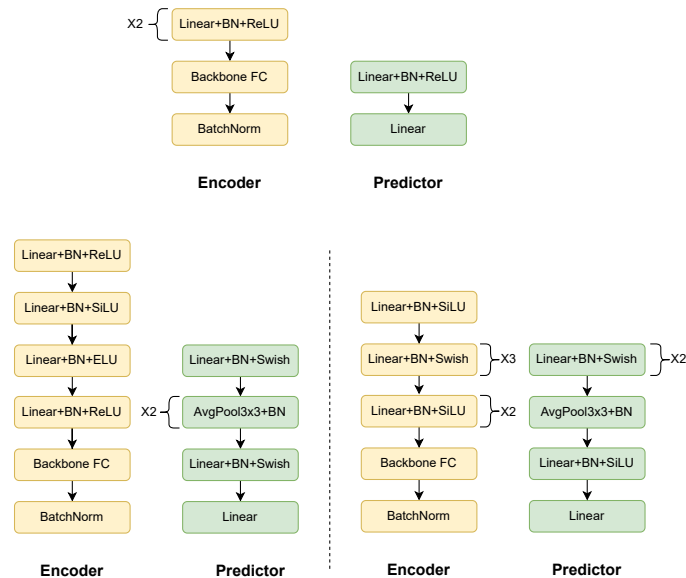 X2
Linear+BN+ReLU
Backbone FC
BatchNorm
Encoder
Linear+BN+ReLU
Linear
Predictor
Linear+BN+ReLU
Linear+BN+SiLU
Linear+BN+ELU
Linear+BN+ReLU
Backbone FC
BatchNorm
Encoder
Linear+BN+Swish
X2
AvgPool3x3+BN
Linear+BN+Swish
Linear
Predictor
Linear+BN+SiLU
Linear+BN+Swish
X3
Linear+BN+SiLU
X2
Backbone FC
BatchNorm
Encoder
Linear+BN+Swish
X2
AvgPool3x3+BN
Linear+BN+SiLU
Linear
Predictor